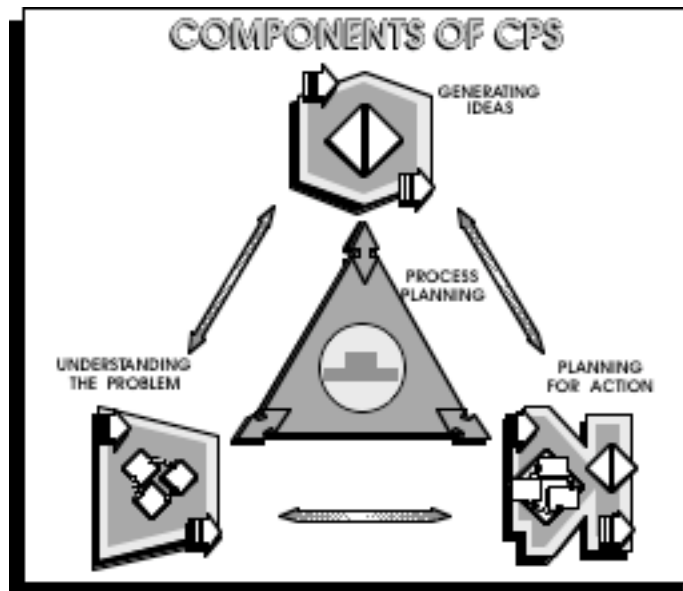 COMPONENTS OF CPS
GENERATING
IDEAS
PROCESS
PLANNING
UNDERSTANDING
THE PROBLEM
PLANNING
FOR ACTION